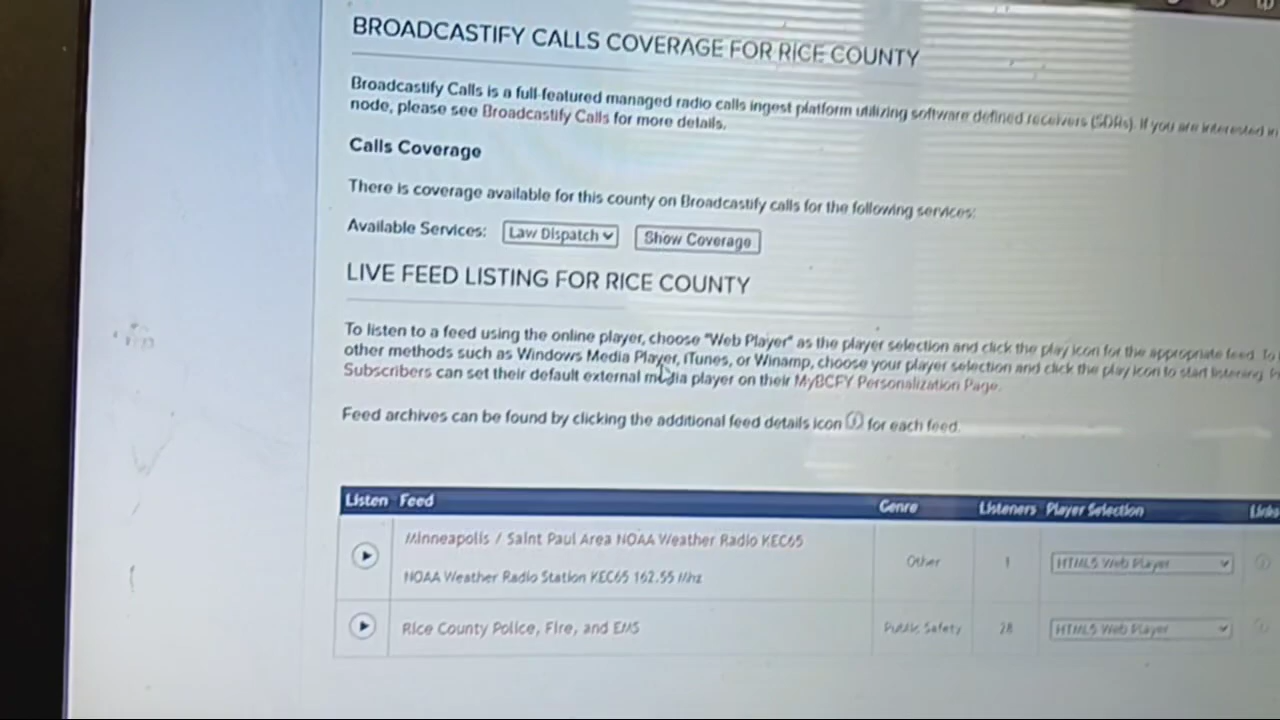 BROADCASTIFY CALLS COVERAGE FOR RICE COUNTY
Broadcastify Calls is a full-featured managed radio calls ingest platform utilizing software defined receivers (SDRs). If you are interested in
node, please see Broadcastify Calls for more details.
Calls Coverage
There is coverage available for this county on Broadcastify calls for the following services:
Available Services: Law Dispatch Show Coverage
LIVE FEED LISTING FOR RICE COUNTY
To listen to a feed using the online player, choose "Web Player" as the player selection and click the play icon for the appropriate feed. To
other methods such as Windows Media Player, iTunes, or Winamp, choose your player selection and click the play icon to start listening.
Subscribers can set their default external media player on their MyBCFY Personalization Page.
Feed archives can be found by clicking the additional feed details icon for each feed.
Listen Feed Genre Listeners Player Selection Links
Minneapolis / Saint Paul Area NOAA Weather Radio KEC65
NOAA Weather Radio Station KEC65 162.55 Mhz
Other 1 HTML5 Web Player
Rice County Police, Fire, and EMS Public Safety 28 HTML5 Web Player